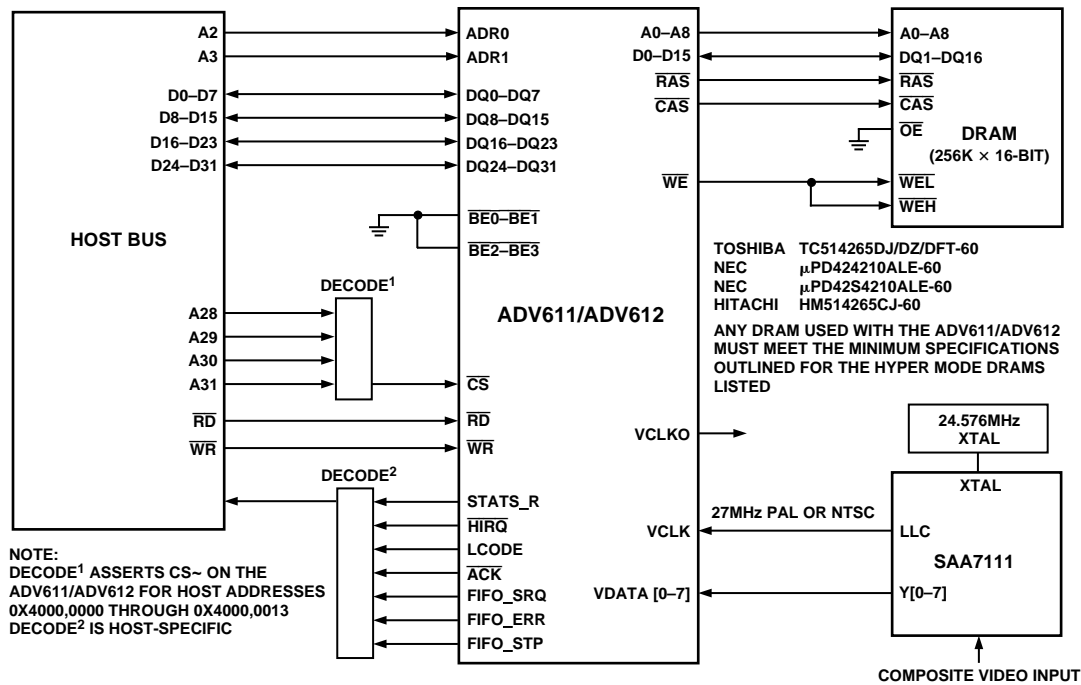 HOST BUS
A2
A3
D0–D7
D8–D15
D16–D23
D24–D31
A28
A29
A30
A31
RD
WR
DECODE1
DECODE2
ADV611/ADV612
ADR0
ADR1
DQ0–DQ7
DQ8–DQ15
DQ16–DQ23
DQ24–DQ31
BE0–BE1
BE2–BE3
CS
RD
WR
STATS_R
HIRQ
LCODE
ACK
FIFO_SRQ
FIFO_ERR
FIFO_STP
A0–A8
D0–D15
RAS
CAS
WE
VCLKO
VCLK
VDATA [0–7]
A0–A8
DQ1–DQ16
RAS
CAS
OE
DRAM
(256K × 16-BIT)
WEL
WEH
TOSHIBA TC514265DJ/DZ/DFT-60
NEC μPD424210ALE-60
NEC μPD42S4210ALE-60
HITACHI HM514265CJ-60
ANY DRAM USED WITH THE ADV611/ADV612
MUST MEET THE MINIMUM SPECIFICATIONS
OUTLINED FOR THE HYPER MODE DRAMS
LISTED
24.576MHz
XTAL
XTAL
27MHz PAL OR NTSC
LLC
SAA7111
Y[0–7]
COMPOSITE VIDEO INPUT
NOTE:
DECODE1 ASSERTS CS~ ON THE
ADV611/ADV612 FOR HOST ADDRESSES
0X4000,0000 THROUGH 0X4000,0013
DECODE2 IS HOST-SPECIFIC